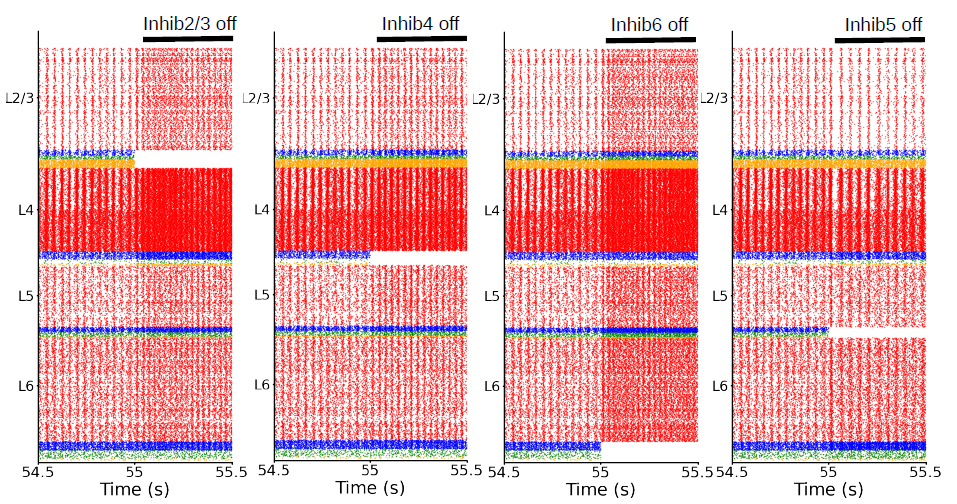 Inhib2/3 off
L2/3
L4
L5
L6
54.5 55 55.5
Time (s)
Inhib4 off
L2/3
L4
L5
L6
54.5 55 55.5
Time (s)
Inhib6 off
L2/3
L4
L5
L6
54.5 55 55.5
Time (s)
Inhib5 off
L2/3
L4
L5
L6
54.5 55 55.5
Time (s)